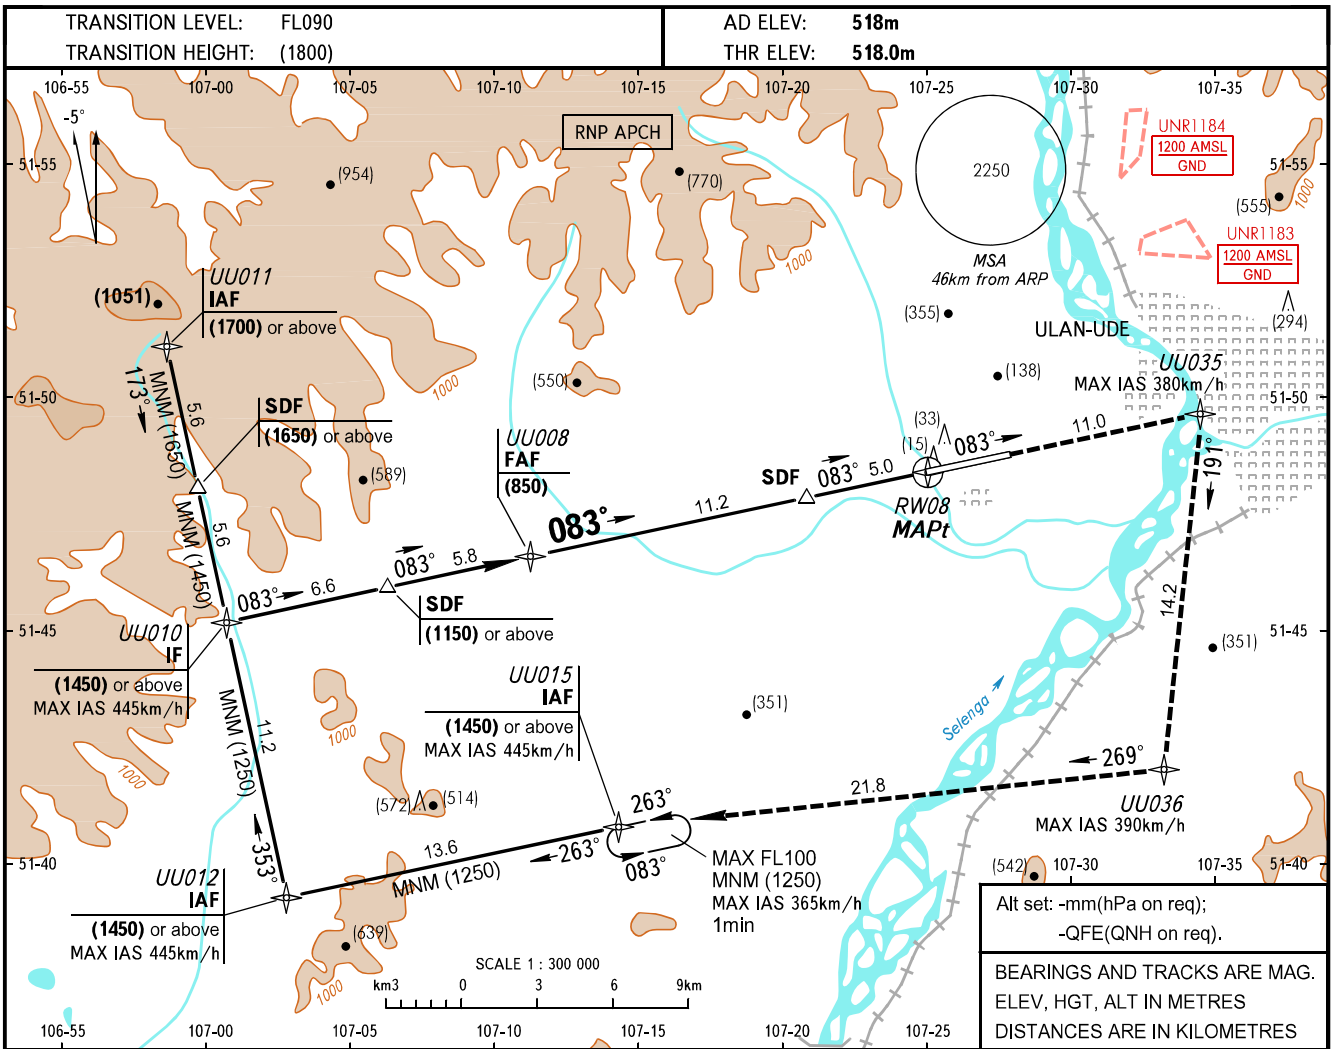 TRANSITION LEVEL: FL090
TRANSITION HEIGHT: (1800)
AD ELEV: 518m
THR ELEV: 518.0m
106-55
107-00
107-05
107-10
107-15
107-20
107-25
107-30
107-35
-5°
RNP APCH
UNR1184
1200 AMSL
GND
51-55
51-55
(954)
(770)
2250
(555)
1000
UNR1183
1200 AMSL
GND
MSA
46km from ARP
1000
UU011
IAF
(1700) or above
(1051)
(355)
ULAN-UDE
(294)
UU035
MAX IAS 380km/h
(138)
(550)
1000
51-50
51-50
173°
MNM (1650)
5.6
SDF
(1650) or above
(589)
UU008
FAF
(850)
(33)
(15)
083°
11.0
SDF
083°
5.0
11.2
083°
RW08
MAPt
191°
MNM (1450)
5.6
083°
6.6
083°
5.8
SDF
(1150) or above
14.2
51-45
51-45
UU010
IF
(1450) or above
MAX IAS 445km/h
(351)
UU015
IAF
(1450) or above
MAX IAS 445km/h
(351)
Selenga
MNM (1250)
11.2
1000
1000
(572)
(514)
269°
21.8
UU036
MAX IAS 390km/h
263°
263°
083°
13.6
MNM (1250)
353°
MAX FL100
MNM (1250)
MAX IAS 365km/h
1min
51-40
107-30
107-35
51-40
(542)
UU012
IAF
(1450) or above
MAX IAS 445km/h
(639)
1000
SCALE 1 : 300 000
km3 0 3 6 9km
Alt set: -mm(hPa on req);
-QFE(QNH on req).
BEARINGS AND TRACKS ARE MAG.
ELEV, HGT, ALT IN METRES
DISTANCES ARE IN KILOMETRES
106-55
107-00
107-05
107-10
107-15
107-20
107-25